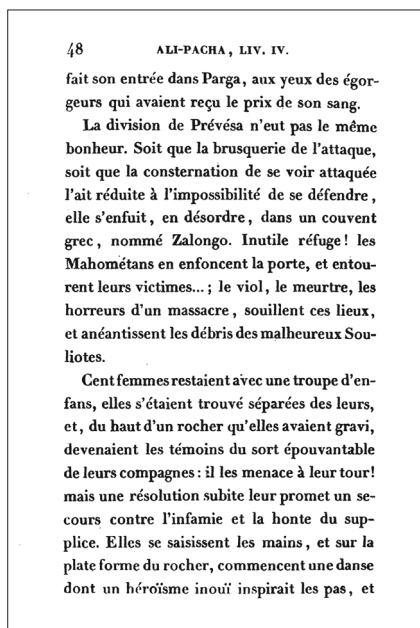 48 ALI-PACHA, LIV. IV.
fait son entrée dans Parga, aux yeux des égor-
geurs qui avaient reçu le prix de son sang.
La division de Prévésa n'eut pas le même
bonheur. Soit que la brusquerie de l'attaque,
soit que la consternation de se voir attaquée
l'ait réduite à l'impossibilité de se défendre,
elle s'enfuit, en désordre, dans un couvent
grec, nommé Zalongo. Inutile réfuge! les
Mahométans en enfoncent la porte, et entou-
rent leurs victimes...; le viol, le meurtre, les
horreurs d'un massacre, souillent ces lieux,
et anéantissent les débris des malheureux Sou-
liotes.
Cent femmes restaient avec une troupe d'en-
fans, elles s'étaient trouvé séparées des leurs,
et, du haut d'un rocher qu'elles avaient gravi,
devenaient les témoins du sort épouvantable
de leurs compagnes: il les menace à leur tour!
mais une résolution subite leur promet un se-
cours contre l'infamie et la honte du sup-
plice. Elles se saisissent les mains, et sur la
plate forme du rocher, commencent une danse
dont un héroïsme inouï inspirait les pas, et